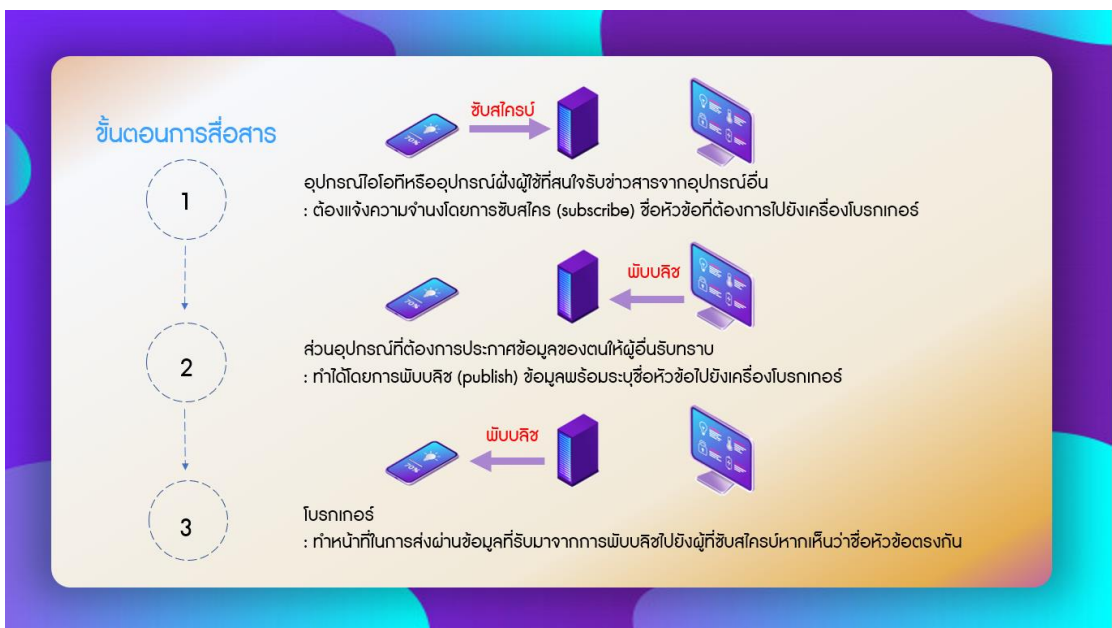 ขั้นตอนการสื่อสาร
1
ซับสไครบ์
70%
อุปกรณ์ไอโอทีหรืออุปกรณ์ฝั่งผู้ใช้ที่สนใจรับข่าวสารจากอุปกรณ์อื่น
: ต้องแจ้งความจำนงโดยการซับสไคร (subscribe) ชื่อหัวข้อที่ต้องการไปยังเครื่องโบรกเกอร์
2
พับบลิช
70%
ส่วนอุปกรณ์ที่ต้องการประกาศข้อมูลของตนให้ผู้อื่นรับทราบ
: ทำได้โดยการพับบลิช (publish) ข้อมูลพร้อมระบุชื่อหัวข้อไปยังเครื่องโบรกเกอร์
3
พับบลิช
70%
โบรกเกอร์
: ทำหน้าที่ในการส่งผ่านข้อมูลที่รับมาจากการพับบลิชไปยังผู้ที่ซับสไครบ์หากเห็นว่าชื่อหัวข้อตรงกัน